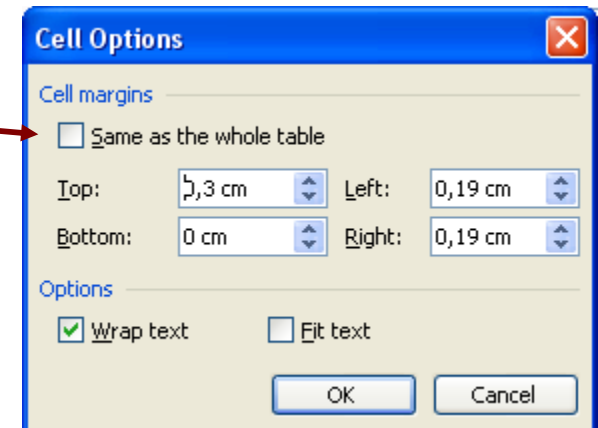 Cell Options
Cell margins
Same as the whole table
Top: 0,3 cm Left: 0,19 cm
Bottom: 0 cm Right: 0,19 cm
Options
Wrap text Fit text
OK Cancel